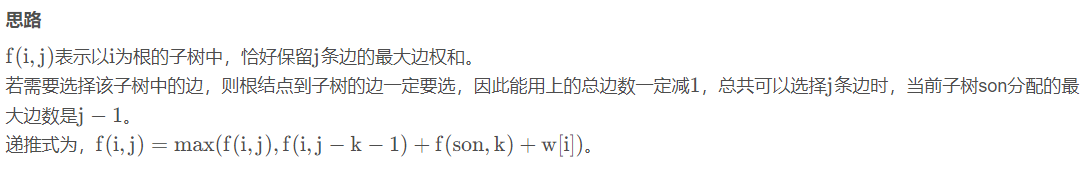 思路
f(i,j)表示以i为根的子树中，恰好保留j条边的最大边权和。
若需要选择该子树中的边，则根结点到子树的边一定要选，因此能用上的总边数一定减1，总共可以选择j条边时，当前子树son分配的最
大边数是j − 1。
递推式为，f(i,j) = max(f(i,j),f(i,j − k − 1) + f(son,k) + w[i])。